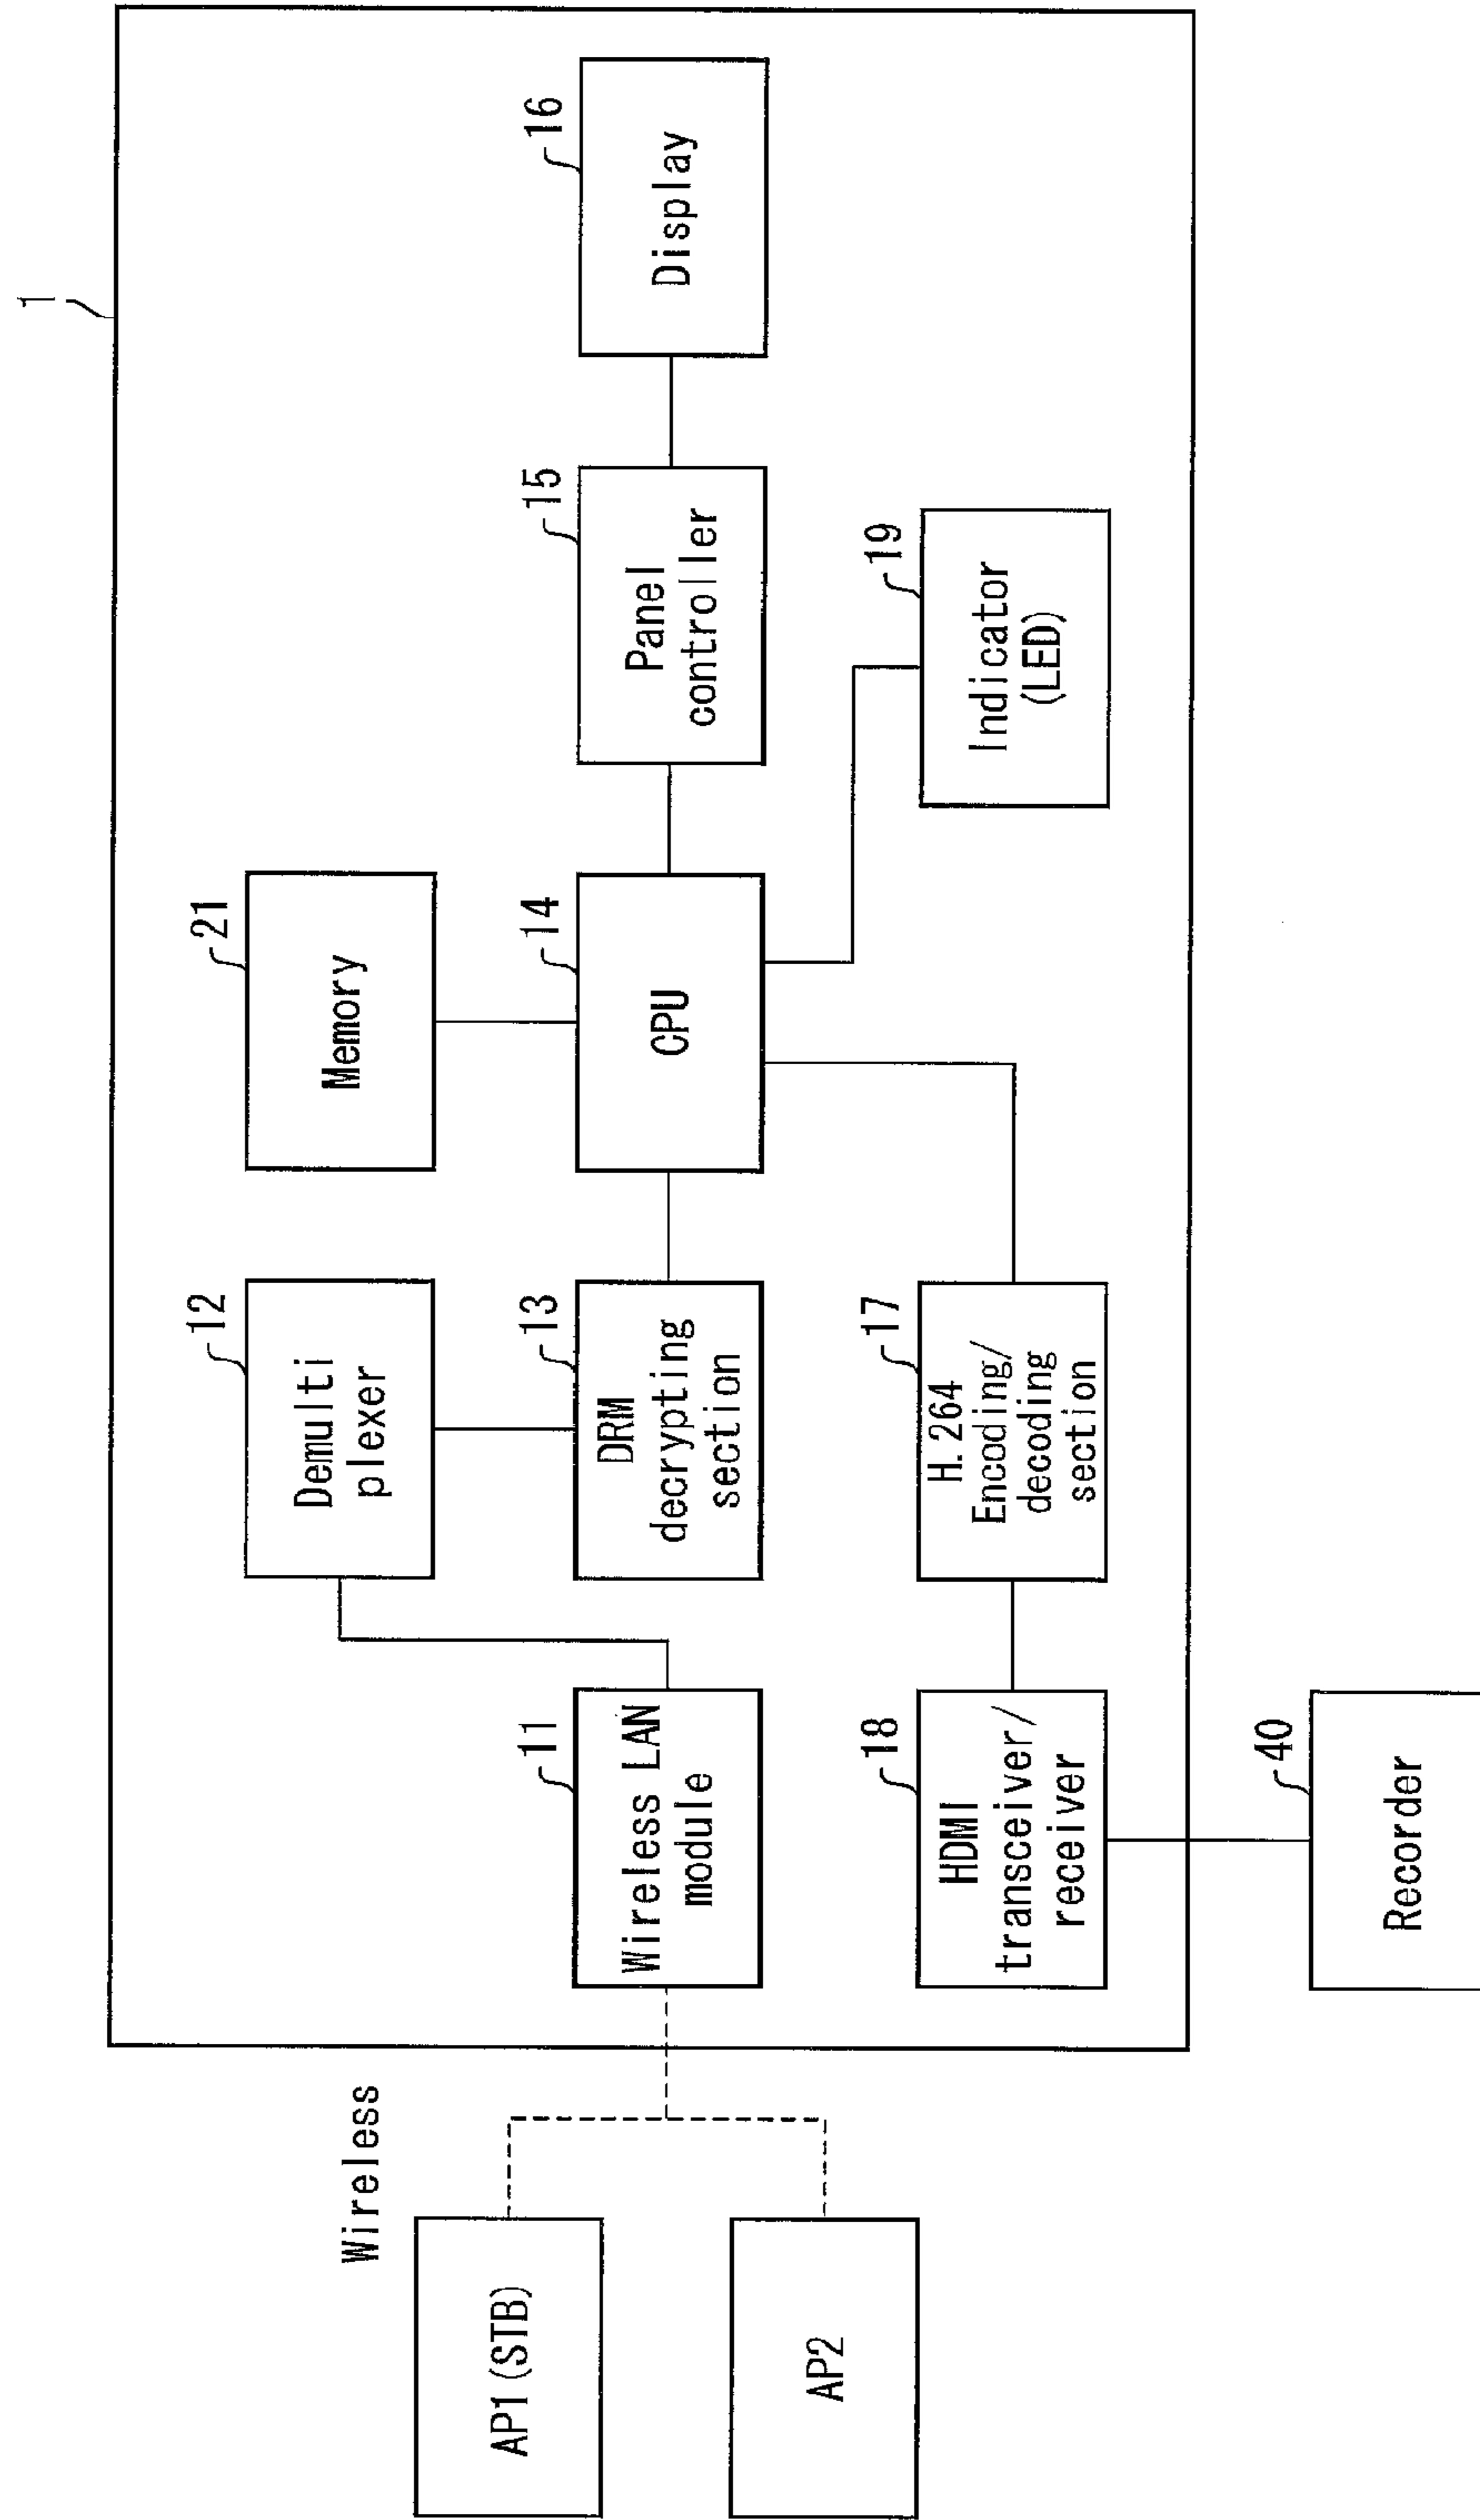 1
Wireless
AP1(STB)
AP2
11
Wireless LAN
module
12
Demulti
plexer
13
DRM
decrypting
section
21
Memory
14
CPU
15
Panel
controller
16
Display
18
HDMI
transceiver/
receiver
17
H.264
Encoding/
decoding
section
19
Indicator
(LED)
40
Recorder